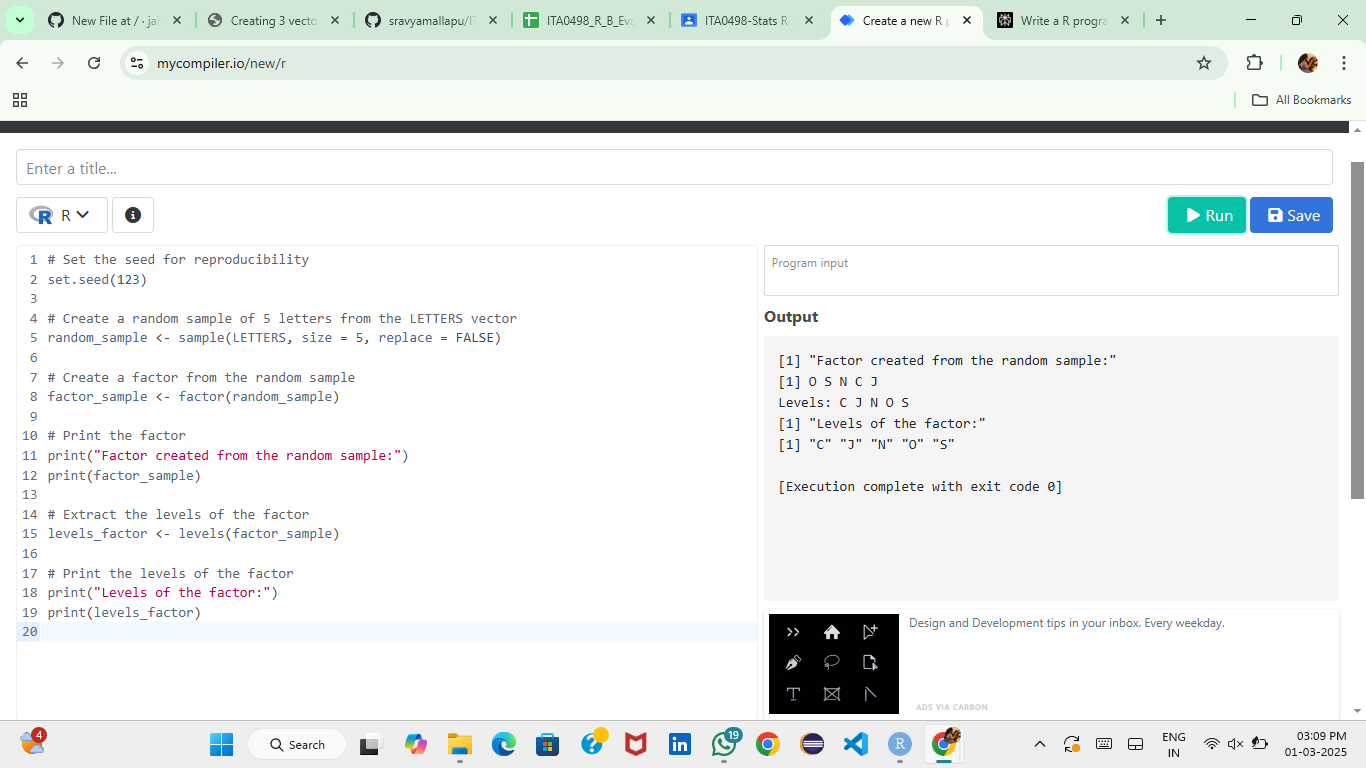 New File at / · jal
Creating 3 vecto
sravyamallapu/IT
ITA0498_R_B_Eva
ITA0498-Stats R
Create a new R p
Write a R progra
mycompiler.io/new/r
All Bookmarks
Enter a title...
R
Run
Save
1 # Set the seed for reproducibility
2 set.seed(123)
3
4 # Create a random sample of 5 letters from the LETTERS vector
5 random_sample <- sample(LETTERS, size = 5, replace = FALSE)
6
7 # Create a factor from the random sample
8 factor_sample <- factor(random_sample)
9
10 # Print the factor
11 print("Factor created from the random sample:")
12 print(factor_sample)
13
14 # Extract the levels of the factor
15 levels_factor <- levels(factor_sample)
16
17 # Print the levels of the factor
18 print("Levels of the factor:")
19 print(levels_factor)
20
Program input
Output
[1] "Factor created from the random sample:"
[1] O S N C J
Levels: C J N O S
[1] "Levels of the factor:"
[1] "C" "J" "N" "O" "S"
[Execution complete with exit code 0]
Design and Development tips in your inbox. Every weekday.
ADS VIA CARBON
4
Search
19
ENG
IN
03:09 PM
01-03-2025